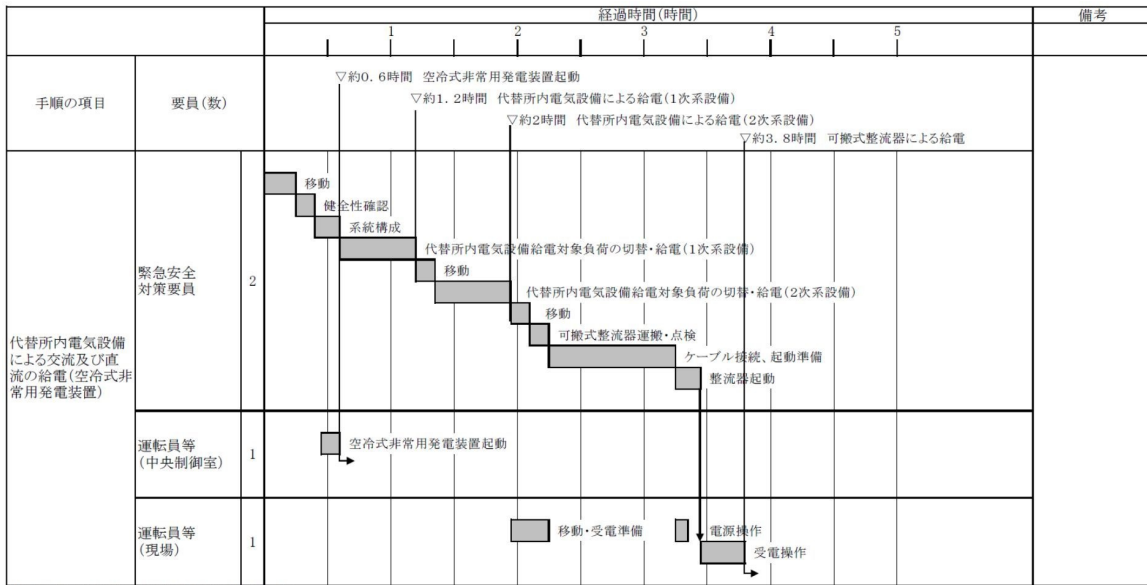 経過時間(時間)
備考
1
2
3
4
5
手順の項目
要員(数)
▽約0.6時間 空冷式非常用発電装置起動
▽約1.2時間 代替所内電気設備による給電(1次系設備)
▽約2時間 代替所内電気設備による給電(2次系設備)
▽約3.8時間 可搬式整流器による給電
代替所内電気設備
による交流及び直
流の給電(空冷式非
常用発電装置)
緊急安全
対策要員
2
移動
健全性確認
系統構成
代替所内電気設備給電対象負荷の切替・給電(1次系設備)
移動
代替所内電気設備給電対象負荷の切替・給電(2次系設備)
移動
可搬式整流器運搬・点検
ケーブル接続、起動準備
整流器起動
運転員等
(中央制御室)
1
空冷式非常用発電装置起動
運転員等
(現場)
1
移動・受電準備
電源操作
受電操作